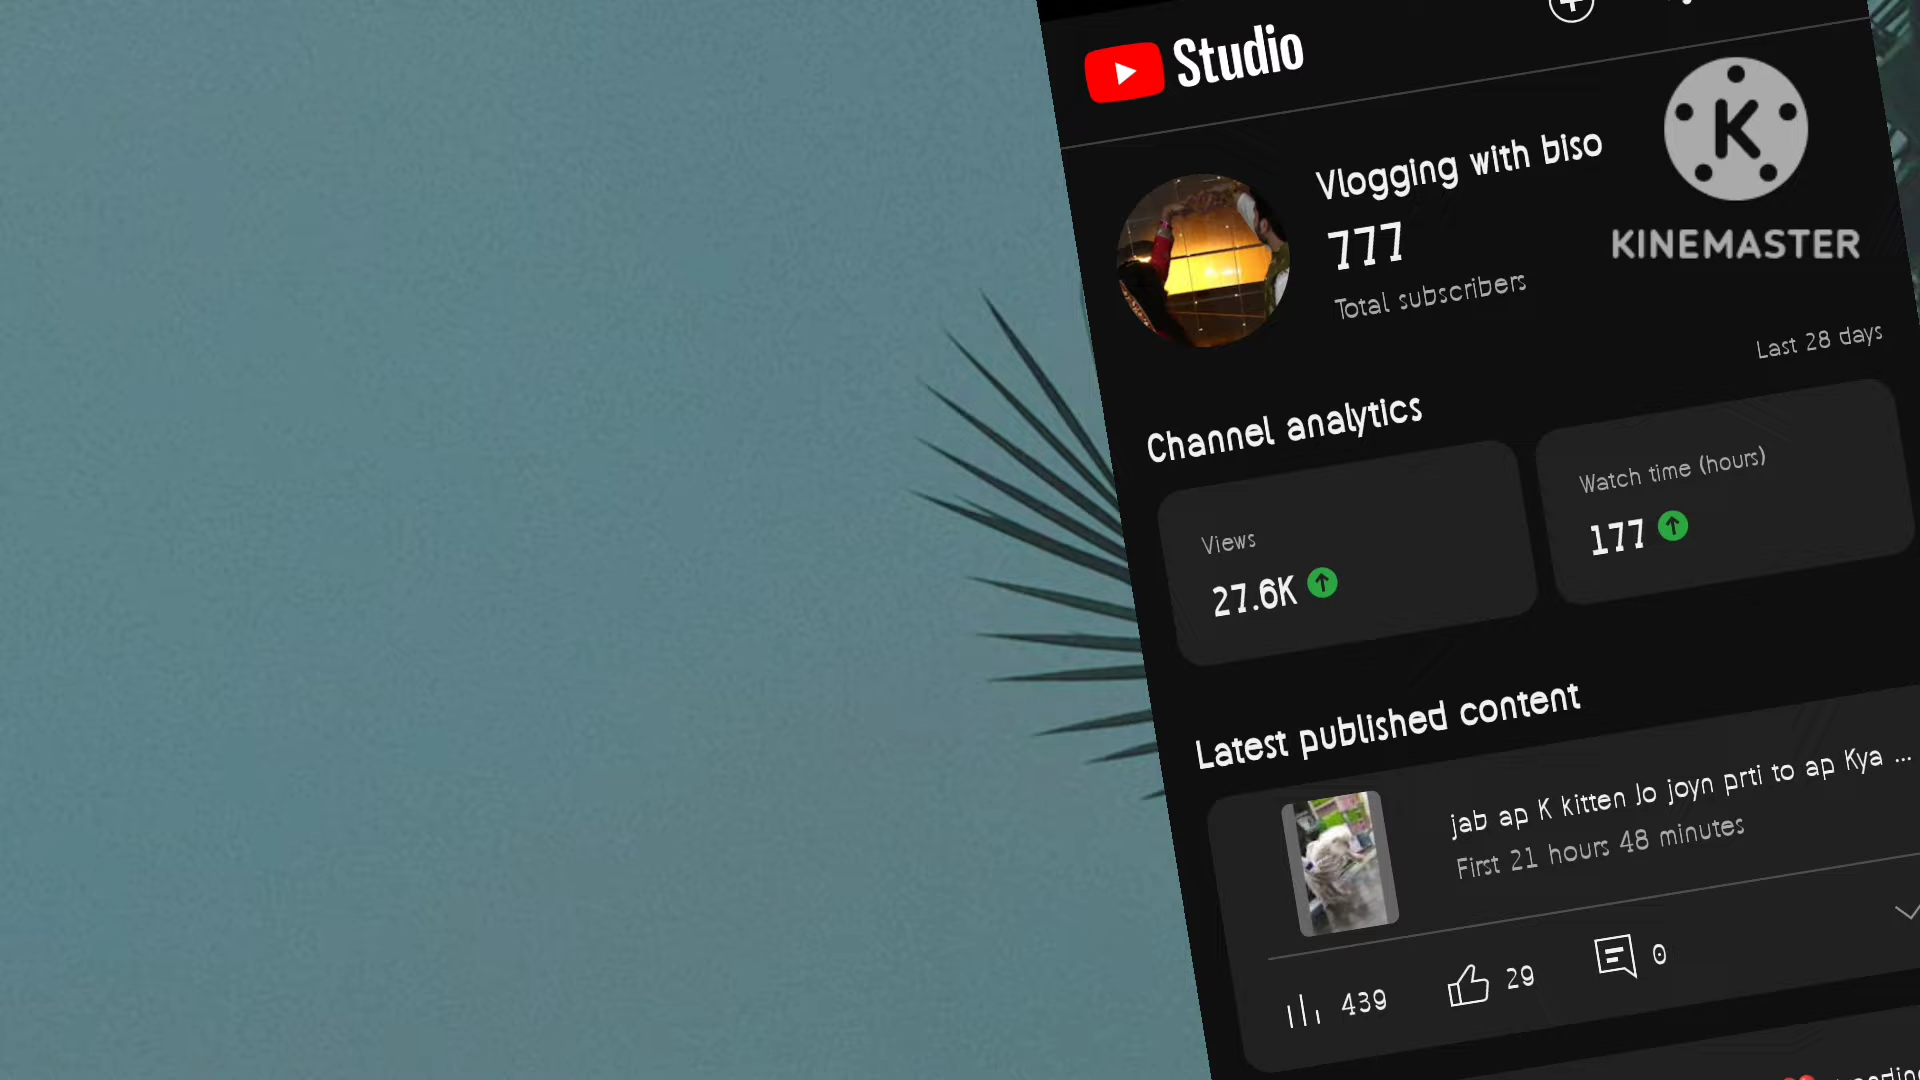 Studio
Vlogging with biso
777
Total subscribers
KINEMASTER
Last 28 days
Channel analytics
Views
27.6K
Watch time (hours)
177
Latest published content
jab ap K kitten Jo joyn prti to ap Kya ...
First 21 hours 48 minutes
439
29
0